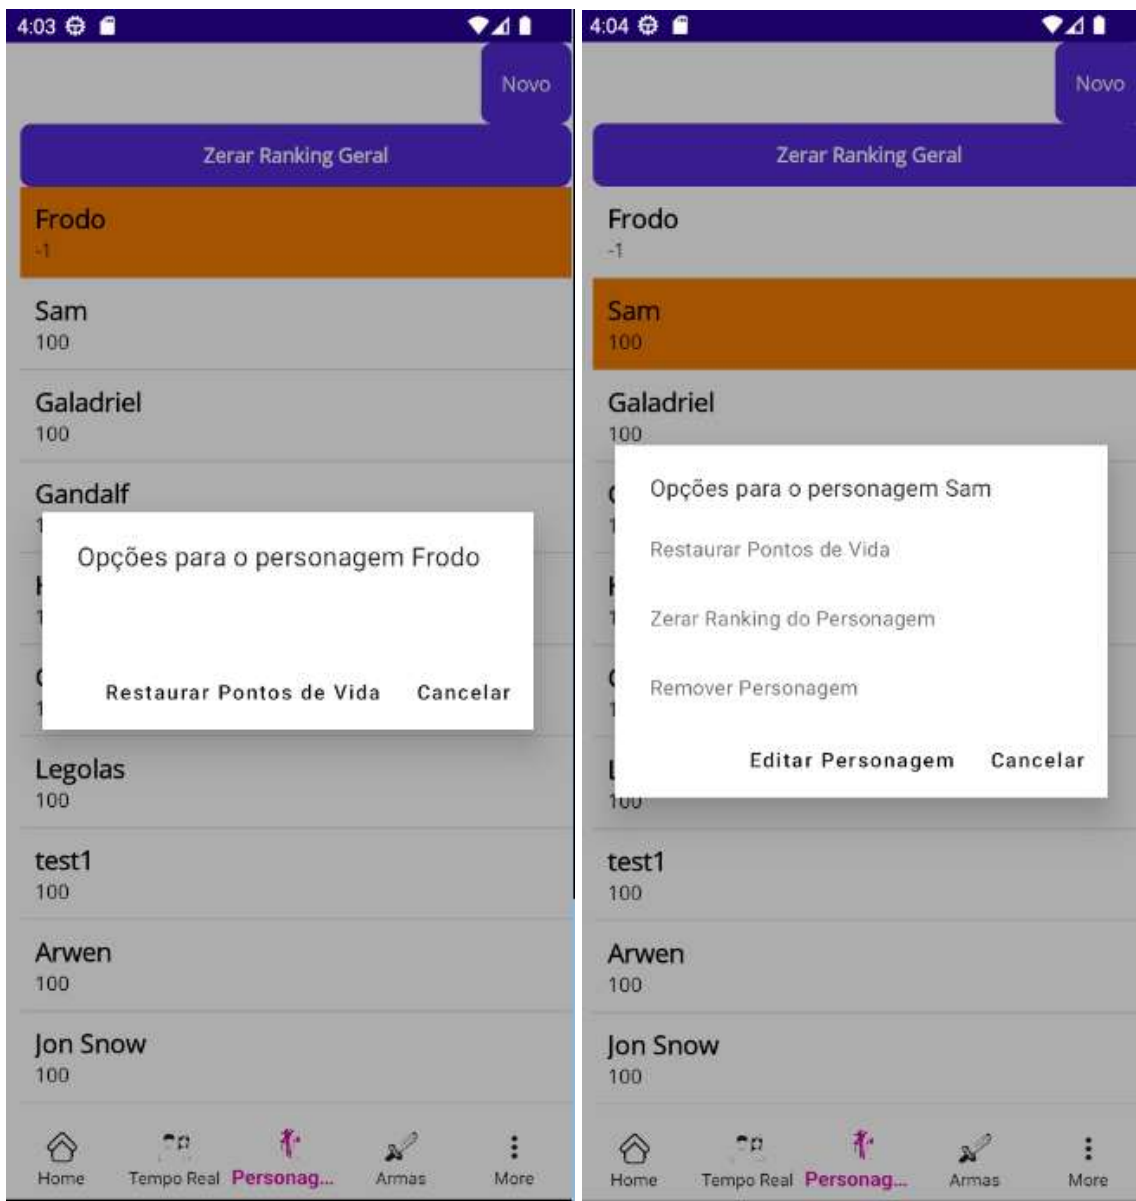 4:03
Novo
Zerar Ranking Geral
Frodo
-1
Sam
100
Galadriel
100
Gandalf
Opções para o personagem Frodo
Restaurar Pontos de Vida Cancelar
Legolas
100
test1
100
Arwen
100
Jon Snow
100
Home Tempo Real Personag... Armas More
4:04
Novo
Zerar Ranking Geral
Frodo
-1
Sam
100
Galadriel
100
Opções para o personagem Sam
Restaurar Pontos de Vida
Zerar Ranking do Personagem
Remover Personagem
Editar Personagem Cancelar
100
test1
100
Arwen
100
Jon Snow
100
Home Tempo Real Personag... Armas More